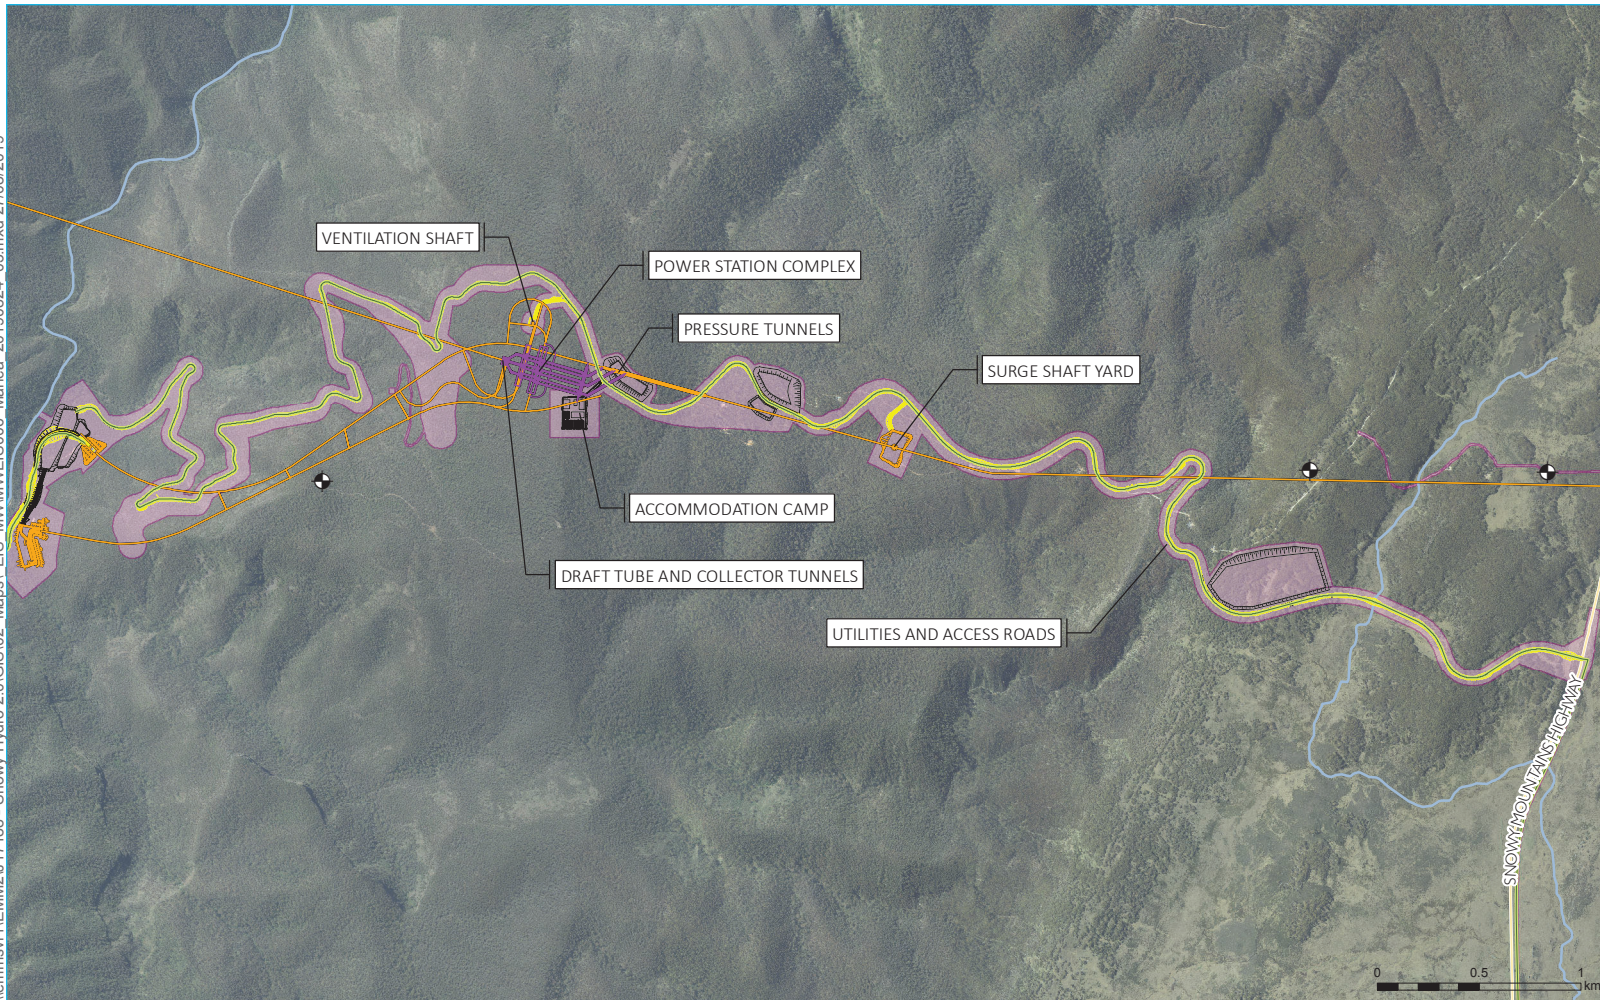 VENTILATION SHAFT
POWER STATION COMPLEX
PRESSURE TUNNELS
SURGE SHAFT YARD
ACCOMMODATION CAMP
DRAFT TUBE AND COLLECTOR TUNNELS
UTILITIES AND ACCESS ROADS
SNOWY MOUNTAINS HIGHWAY
0 0.5 1
km